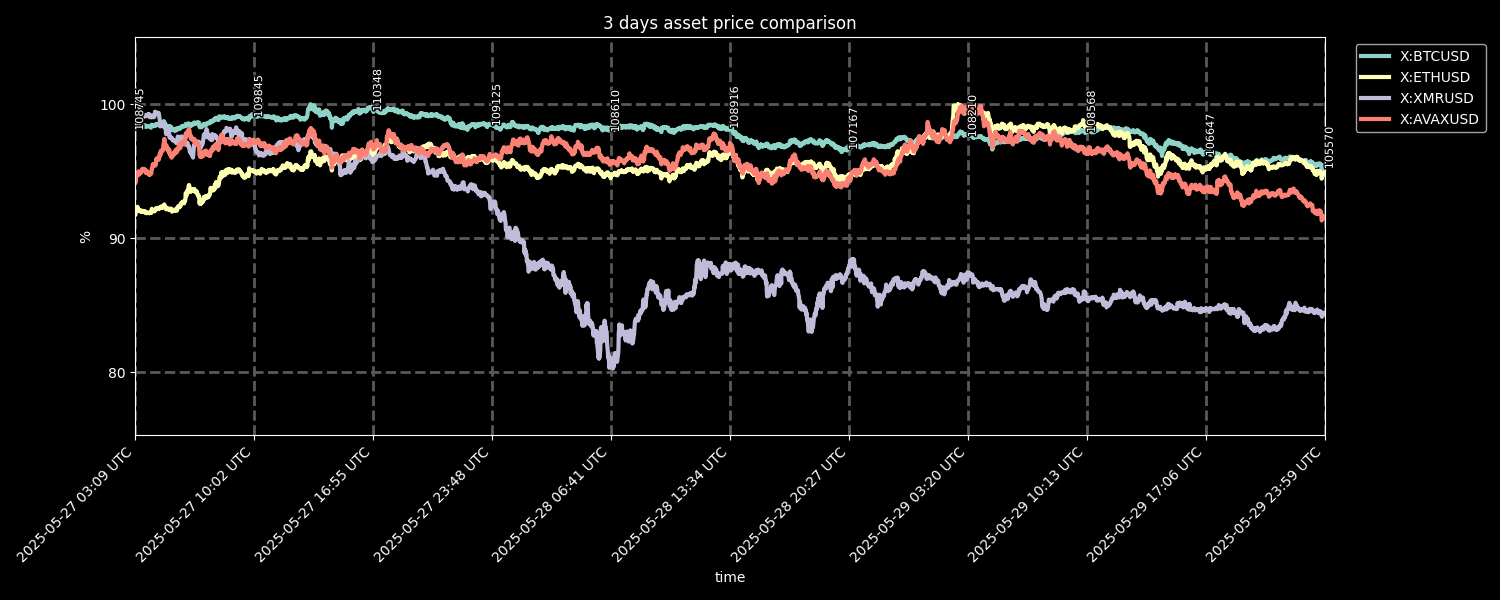 3 days asset price comparison
X:BTCUSD
X:ETHUSD
X:XMRUSD
X:AVAXUSD
100
90
80
%
108745
109845
110348
109125
108610
108916
107167
108210
108568
106647
105570
2025-05-27 03:09 UTC
2025-05-27 10:02 UTC
2025-05-27 16:55 UTC
2025-05-27 23:48 UTC
2025-05-28 06:41 UTC
2025-05-28 13:34 UTC
2025-05-28 20:27 UTC
2025-05-29 03:20 UTC
2025-05-29 10:13 UTC
2025-05-29 17:06 UTC
2025-05-29 23:59 UTC
time